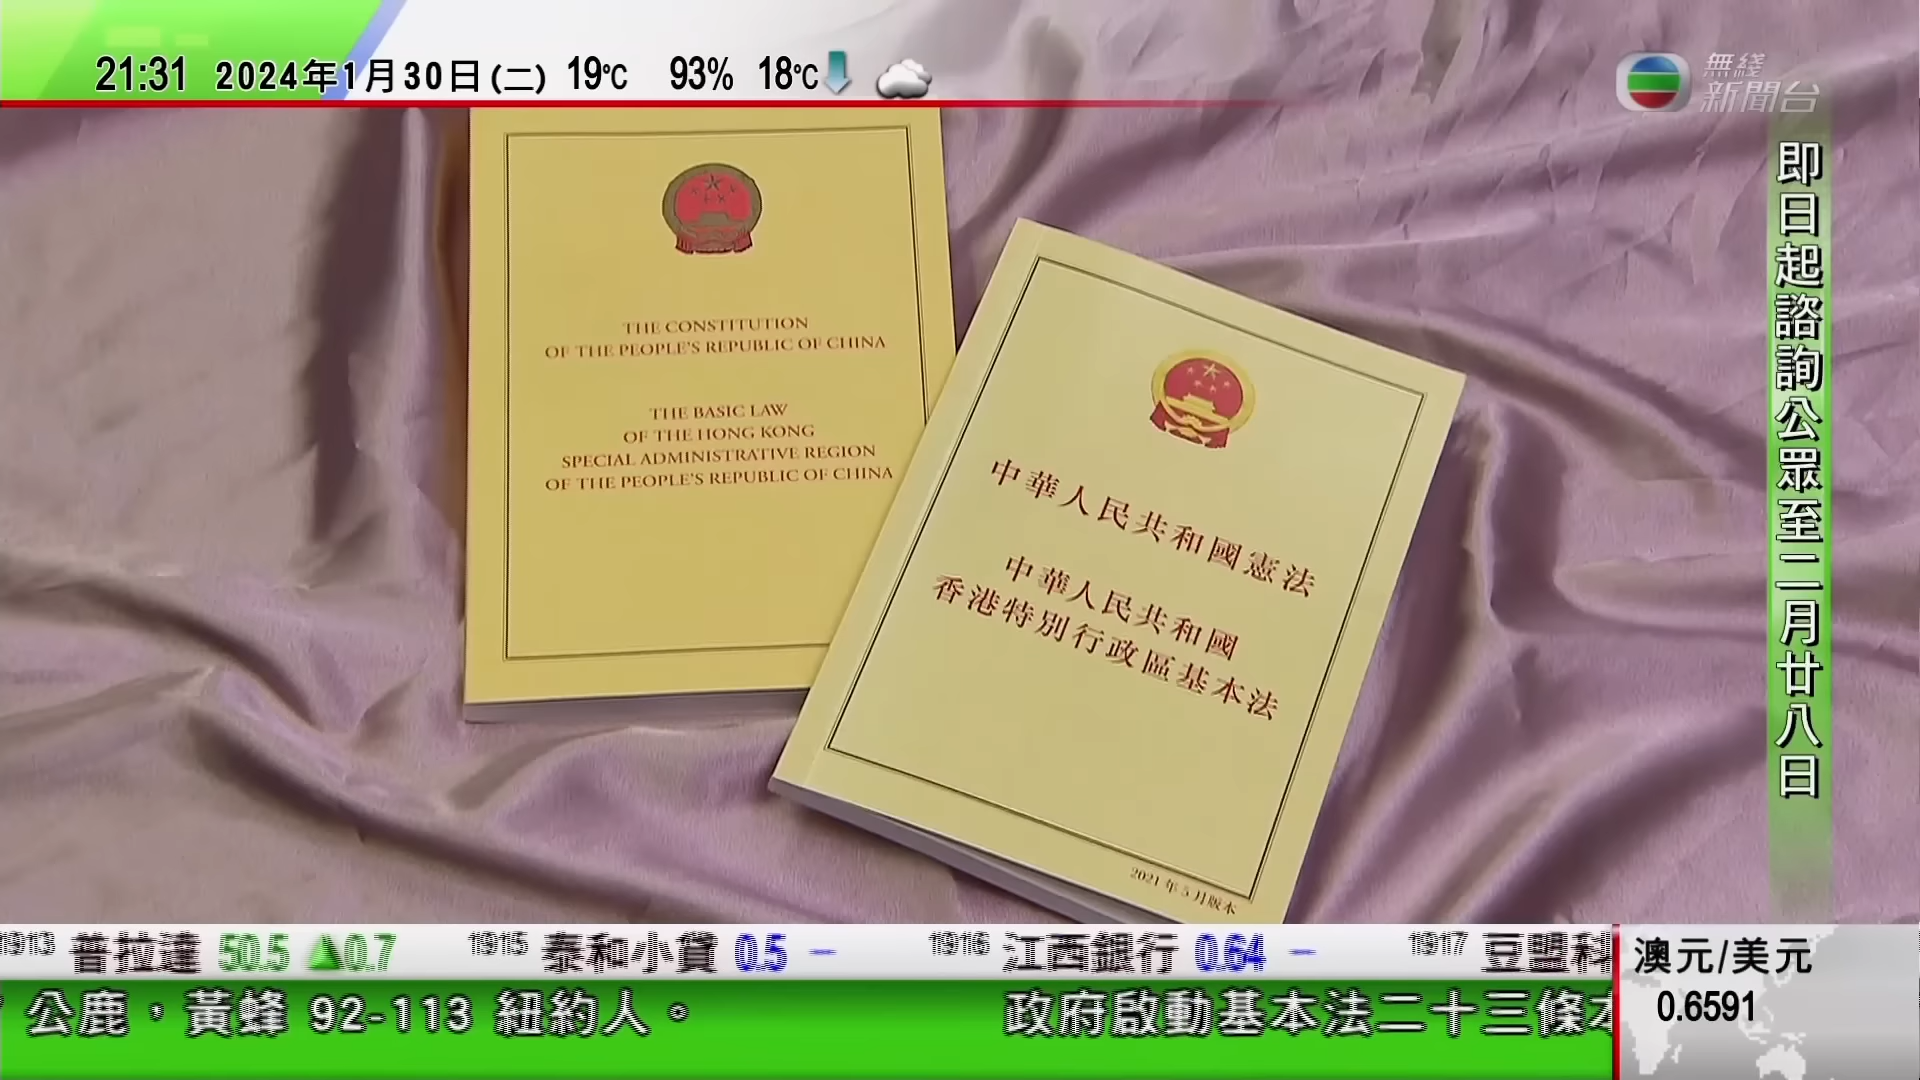 21:31 2024年1月30日(二) 19℃ 93% 18℃
無綫
新聞台
即日起諮詢公眾至二月廿八日
THE CONSTITUTION
OF THE PEOPLE'S REPUBLIC OF CHINA
THE BASIC LAW
OF THE HONG KONG
SPECIAL ADMINISTRATIVE REGION
OF THE PEOPLE'S REPUBLIC OF CHINA
中華人民共和國憲法
中華人民共和國
香港特別行政區基本法
2021年5月版本
1913 普拉達 50.5 ▲0.7 1915 泰和小貸 0.5 – 1916 江西銀行 0.64 – 1917 豆盟科
公鹿，黃蜂 92-113 紐約人。 政府啟動基本法二十三條
澳元/美元
0.6591